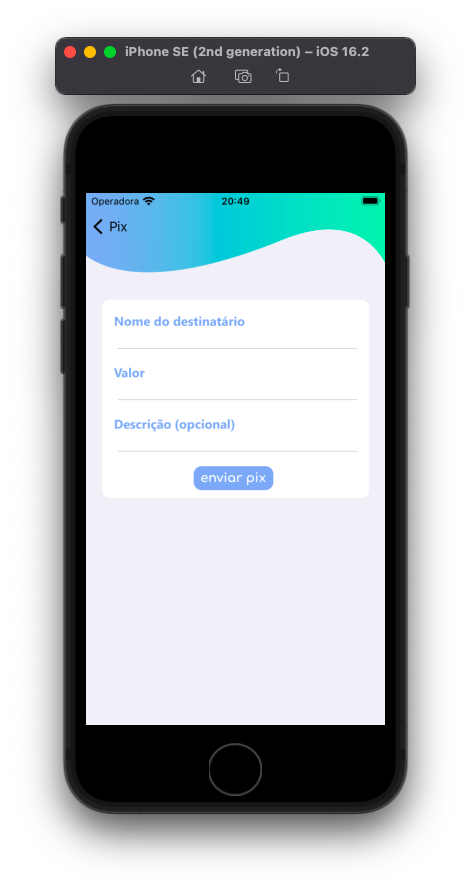 iPhone SE (2nd generation) – iOS 16.2
Operadora 20:49
Pix
Nome do destinatário
Valor
Descrição (opcional)
enviar pix